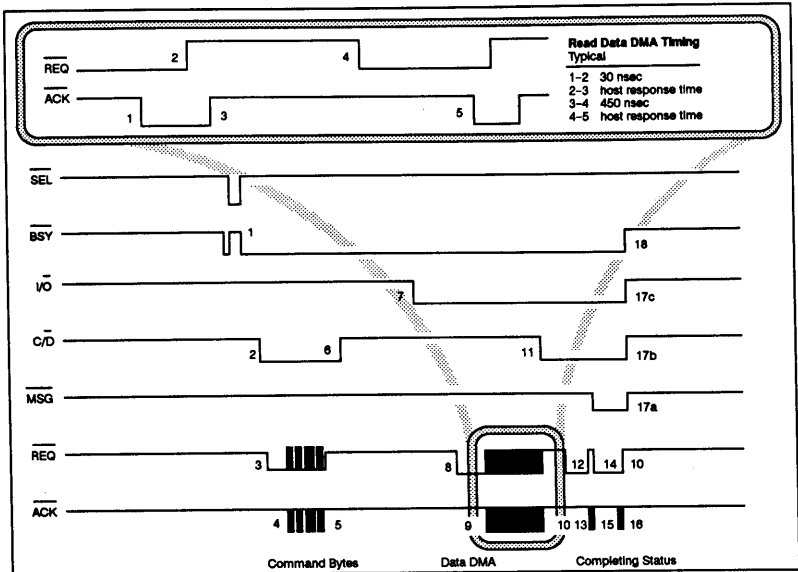 2 4 Read Data DMA Timing
REQ Typical
1–2 30 nsec
ACK 2–3 host response time
1 3 5 3–4 450 nsec
4–5 host response time
SEL
BSY 1 18
I/O 7 17c
C/D 2 6 11 17b
MSG 17a
REQ 3 8 12 14 10
ACK 4 5 9 10 13 15 16
Command Bytes Data DMA Completing Status